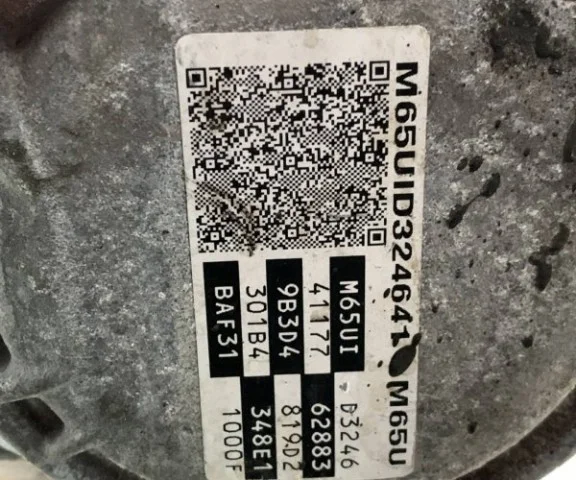 M65UID324641 M65U
M65UI D3246
41177 62883
9B3D4 819D2
301B4 348E1
BAF31 1000F